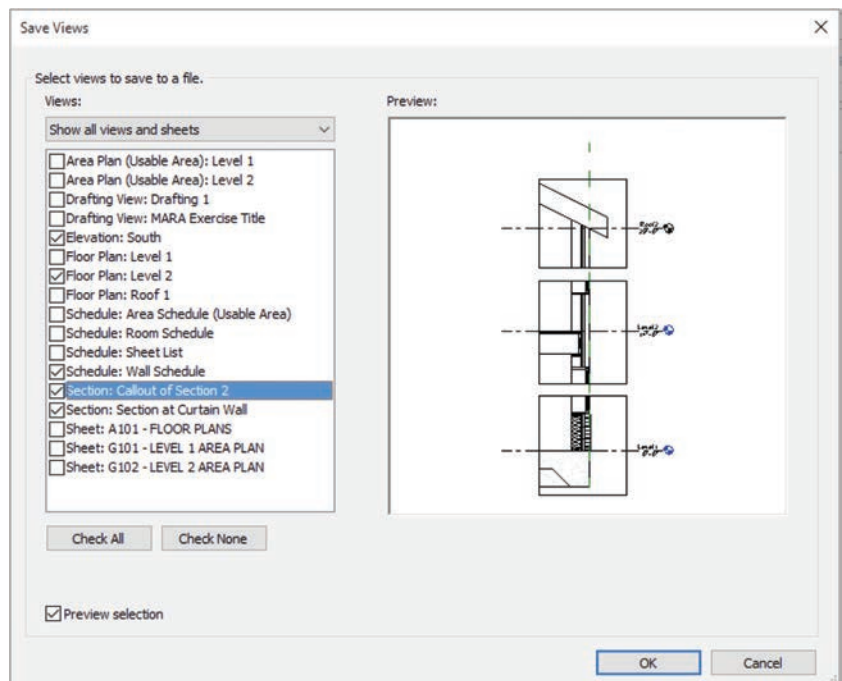 Save Views
Select views to save to a file.
Views:
Show all views and sheets
Area Plan (Usable Area): Level 1
Area Plan (Usable Area): Level 2
Drafting View: Drafting 1
Drafting View: MARA Exercise Title
Elevation: South
Floor Plan: Level 1
Floor Plan: Level 2
Floor Plan: Roof 1
Schedule: Area Schedule (Usable Area)
Schedule: Room Schedule
Schedule: Sheet List
Schedule: Wall Schedule
Section: Callout of Section 2
Section: Section at Curtain Wall
Sheet: A101 - FLOOR PLANS
Sheet: G101 - LEVEL 1 AREA PLAN
Sheet: G102 - LEVEL 2 AREA PLAN
Check All
Check None
Preview selection
Preview:
OK
Cancel